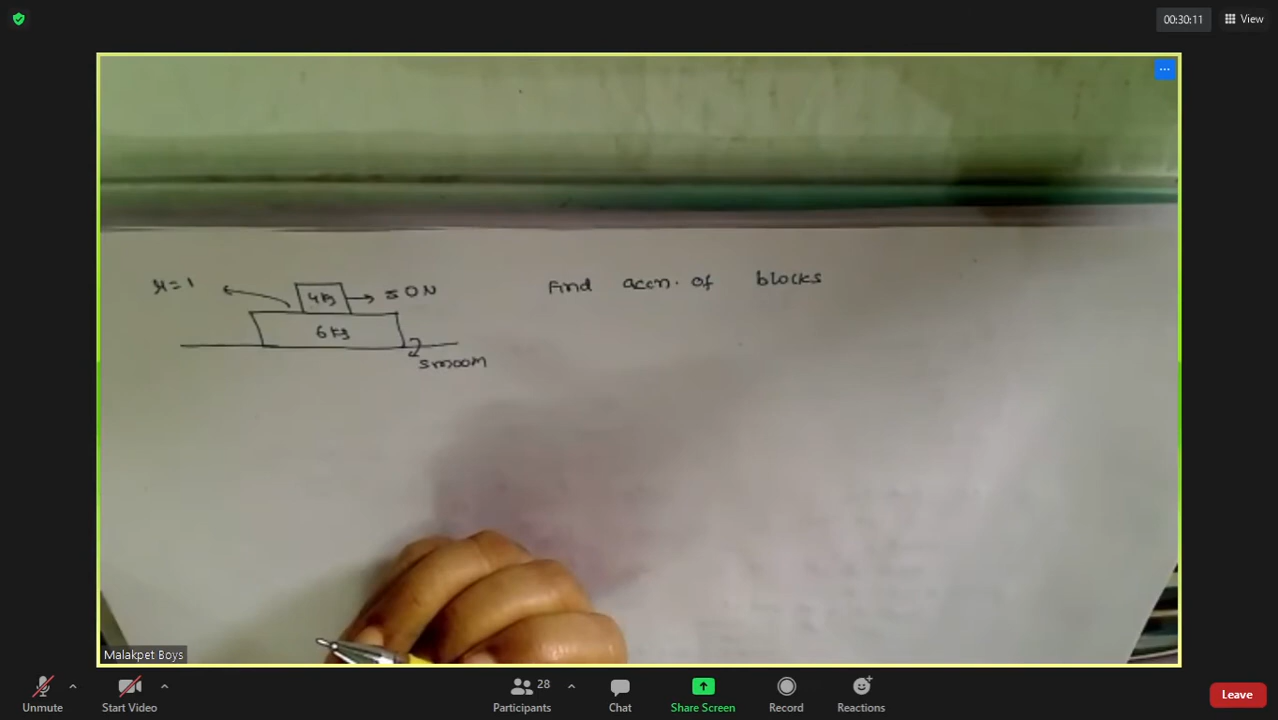 00:30:11 View
μ=1 4kg → 50N Find accn. of blocks
6kg
smooth
Malakpet Boys
Unmute Start Video Participants 28 Chat Share Screen Record Reactions Leave